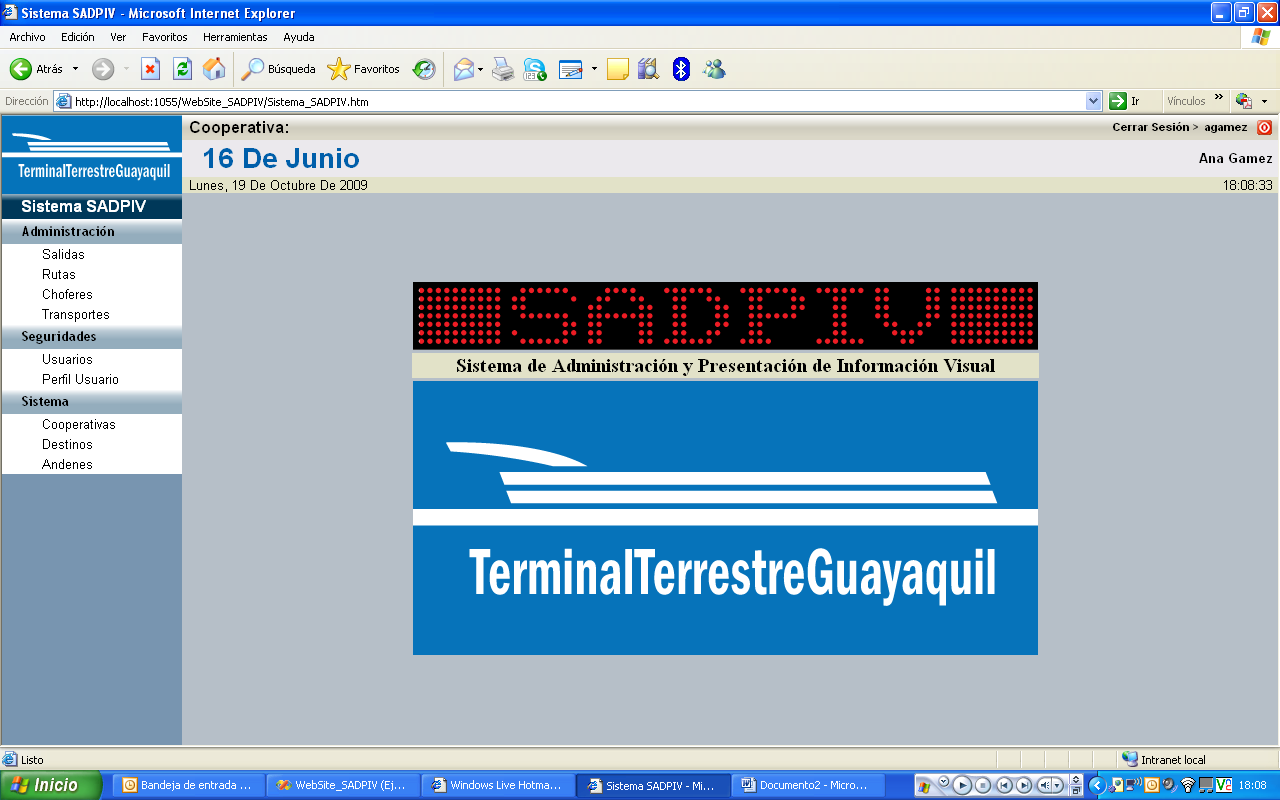 Sistema SADPIV - Microsoft Internet Explorer
Archivo Edición Ver Favoritos Herramientas Ayuda
Atrás Búsqueda Favoritos
Dirección http://localhost:1055/WebSite_SADPIV/Sistema_SADPIV.htm Ir Vínculos »
TerminalTerrestreGuayaquil
Cooperativa: Cerrar Sesión > agamez
16 De Junio Ana Gamez
Lunes, 19 De Octubre De 2009 18:08:33
Sistema SADPIV
Administración
Salidas
Rutas
Choferes
Transportes
Seguridades
Usuarios
Perfil Usuario
Sistema
Cooperativas
Destinos
Andenes
SADPIV
Sistema de Administración y Presentación de Información Visual
TerminalTerrestreGuayaquil
Listo Intranet local
Inicio Bandeja de entrada ... WebSite_SADPIV (Ej... Windows Live Hotma... Sistema SADPIV - Mi... Documento2 - Micro... 18:08